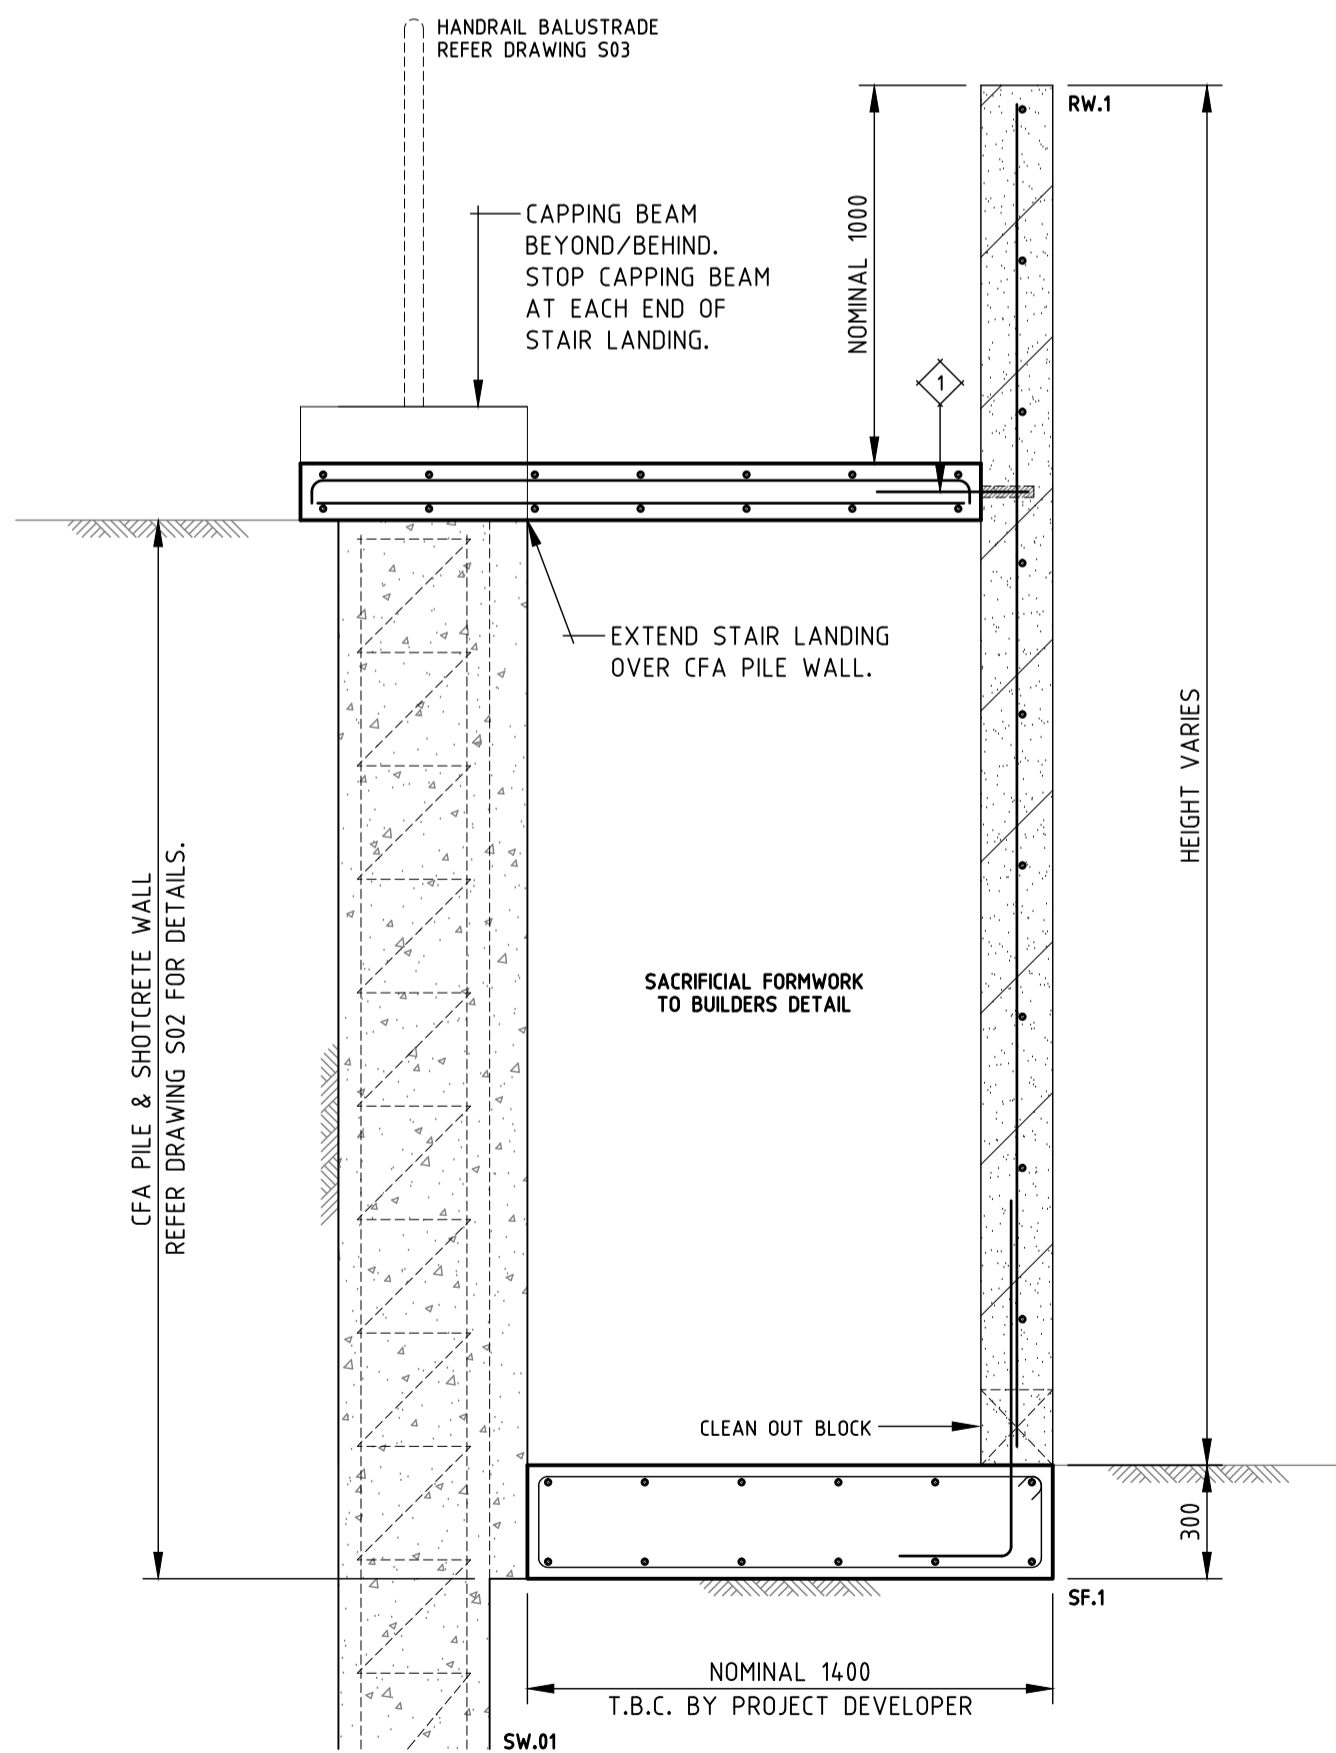 HANDRAIL BALUSTRADE
REFER DRAWING S03
RW.1
CAPPING BEAM
BEYOND/BEHIND.
STOP CAPPING BEAM
AT EACH END OF
STAIR LANDING.
NOMINAL 1000
1
EXTEND STAIR LANDING
OVER CFA PILE WALL.
HEIGHT VARIES
CFA PILE & SHOTCRETE WALL
REFER DRAWING S02 FOR DETAILS.
SACRIFICIAL FORMWORK
TO BUILDERS DETAIL
CLEAN OUT BLOCK
300
SF.1
NOMINAL 1400
T.B.C. BY PROJECT DEVELOPER
SW.01